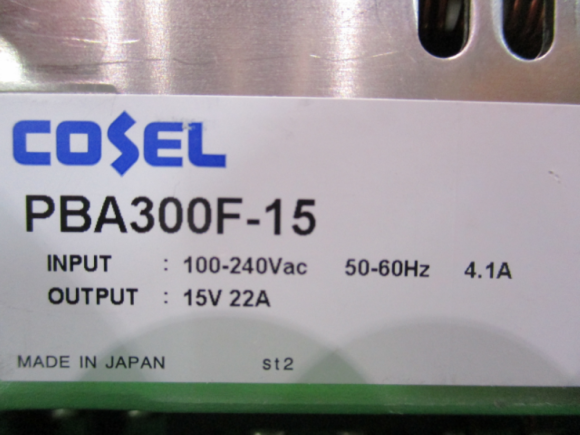 COSEL
PBA300F-15
INPUT : 100-240Vac 50-60Hz 4.1A
OUTPUT : 15V 22A
MADE IN JAPAN st2